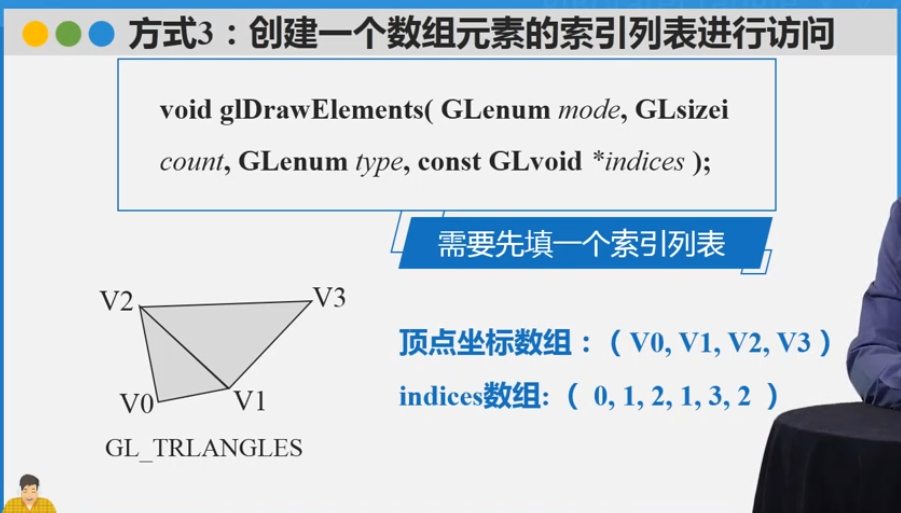 方式3：创建一个数组元素的索引列表进行访问
void glDrawElements( GLenum mode, GLsizei
count, GLenum type, const GLvoid *indices );
需要先填一个索引列表
V2
V3
V0
V1
GL_TRLANGLES
顶点坐标数组：（V0, V1, V2, V3 ）
indices数组: （ 0, 1, 2, 1, 3, 2 ）